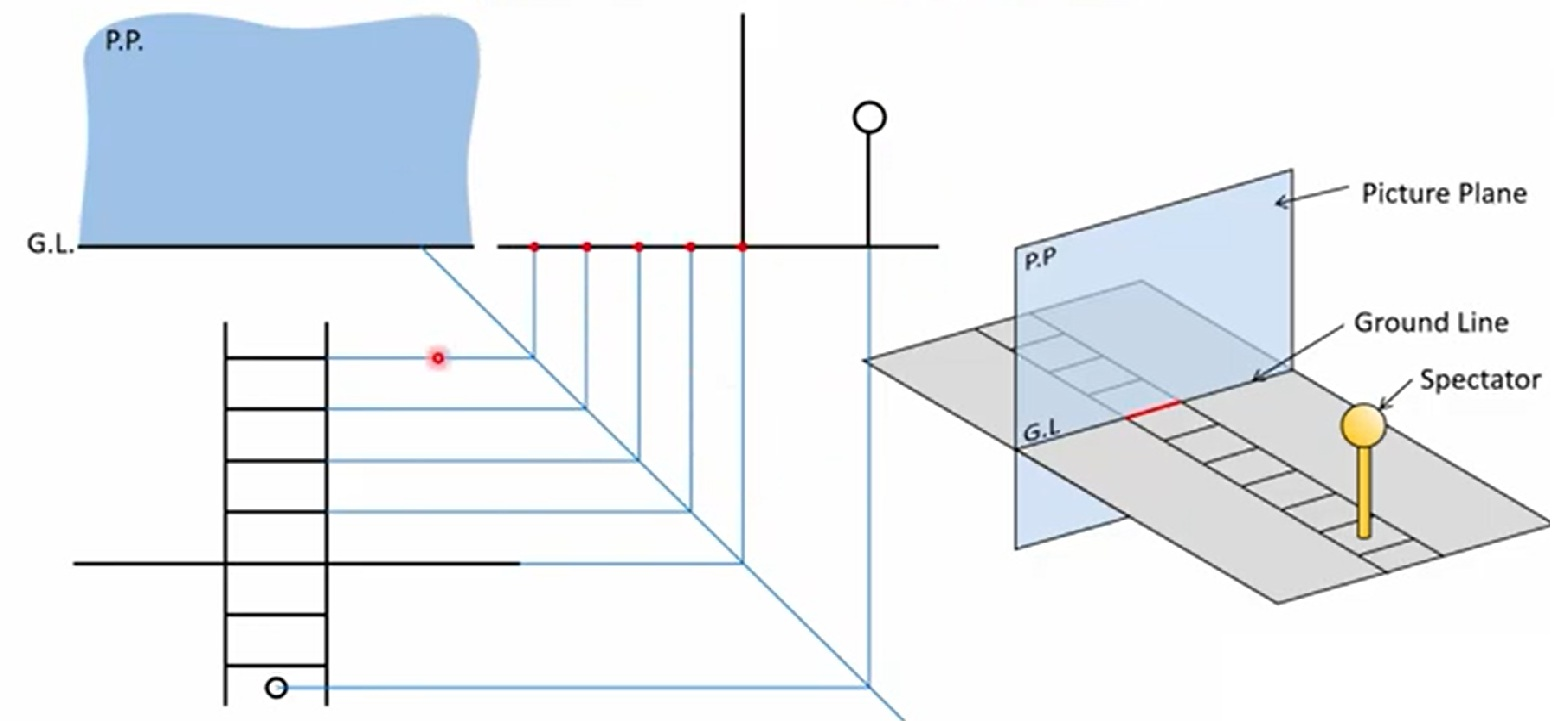 P.P.
G.L.
Picture Plane
P.P
Ground Line
Spectator
G.L